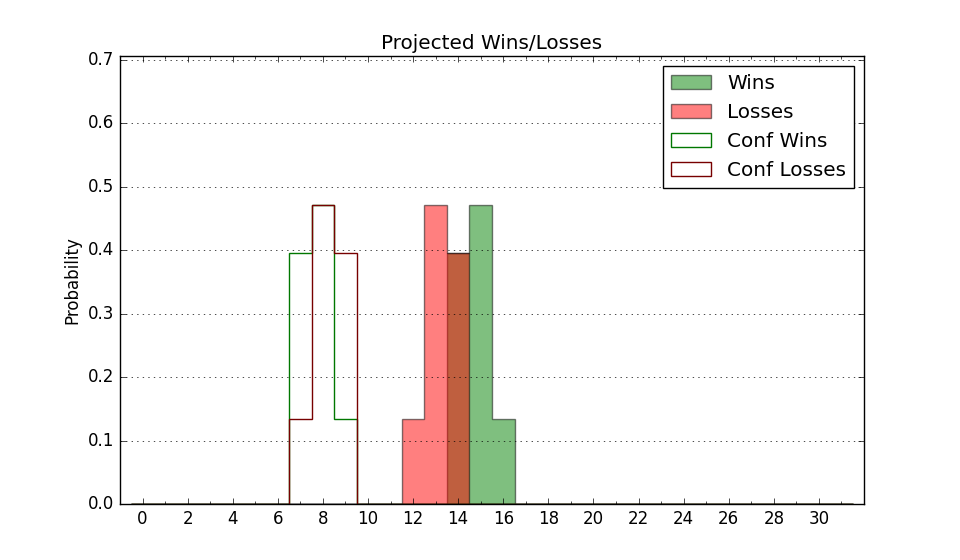 Projected Wins/Losses
Wins
Losses
Conf Wins
Conf Losses
Probability
0.7
0.6
0.5
0.4
0.3
0.2
0.1
0.0
0 2 4 6 8 10 12 14 16 18 20 22 24 26 28 30